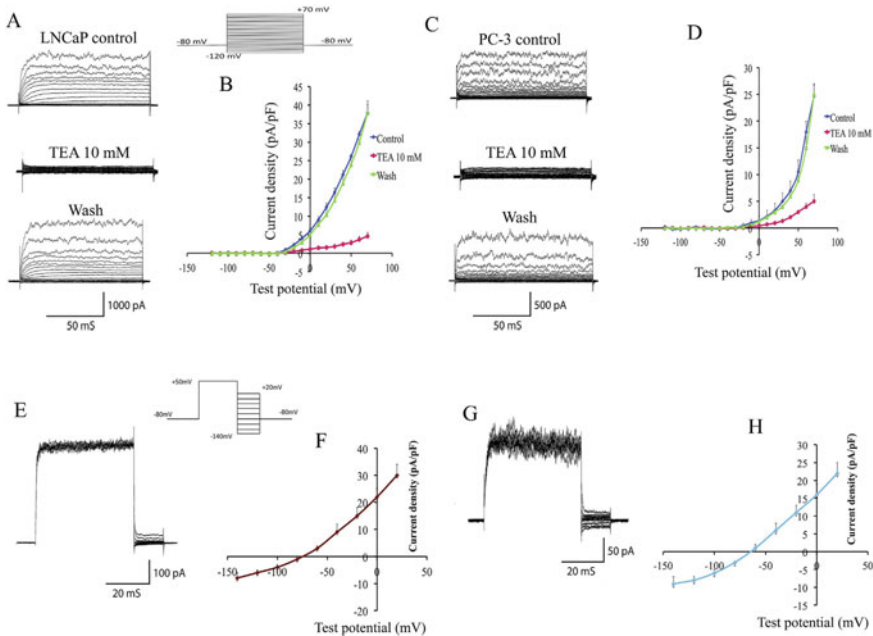 A
LNCaP control
TEA 10 mM
Wash
1000 pA
50 mS
+70 mV
-80 mV
-80 mV
-120 mV
B
Current density (pA/pF)
45
40
35
30
25
20
15
10
5
0
-5
-150
-100
-50
0
50
100
Control
TEA 10 mM
Wash
Test potential (mV)
C
PC-3 control
TEA 10 mM
Wash
500 pA
50 mS
D
Current density (pA/pF)
30
25
20
15
10
5
0
-5
-150
-100
-50
0
50
100
Control
TEA 10 mM
Wash
Test potential (mV)
E
100 pA
20 mS
+50mV
+20mV
-80mV
-80mV
-140mV
F
Current density (pA/pF)
40
30
20
10
0
-10
-20
-150
-100
-50
0
50
Test potential (mV)
G
50 pA
20 mS
H
Current density (pA/pF)
30
25
20
15
10
5
0
-5
-10
-15
-150
-100
-50
0
50
Test potential (mV)